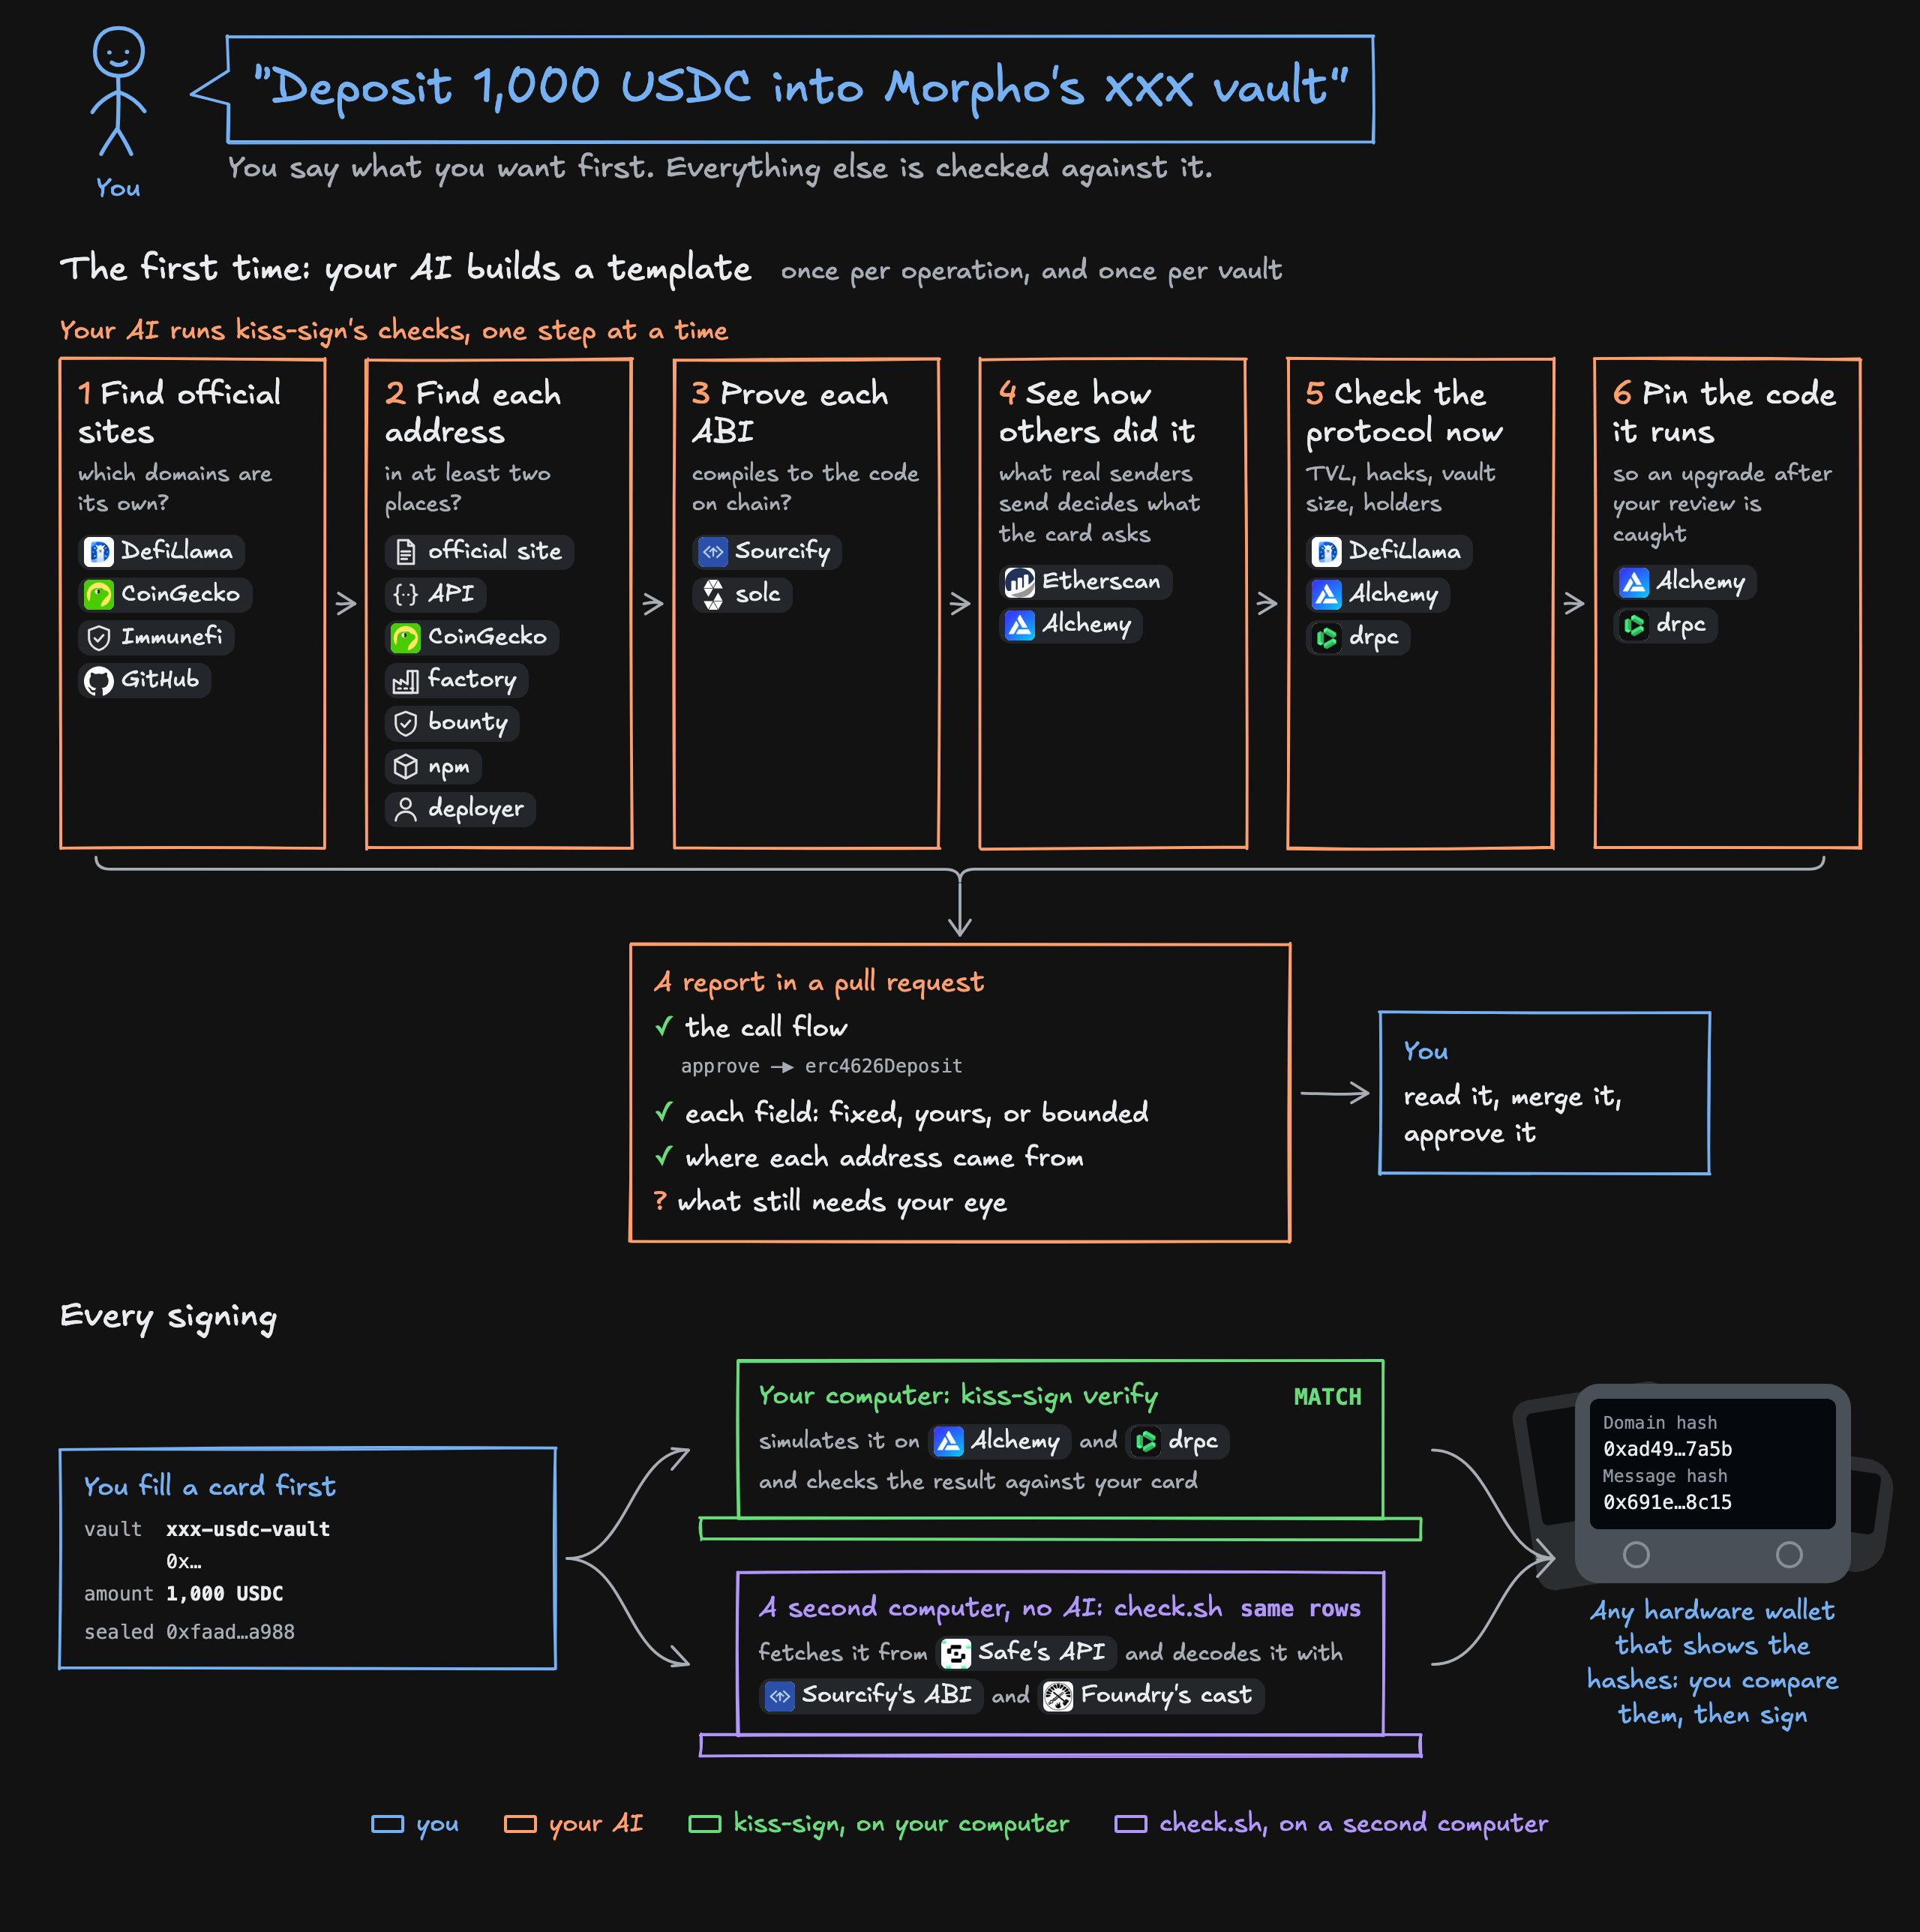 "Deposit 1,000 USDC into Morpho's XXX vault"
You say what you want first. Everything else is checked against it.
You
The first time: your AI builds a template
once per operation, and once per vault
Your AI runs kiss-sign's checks, one step at a time
1 Find official
sites
which domains are
its own?
DefiLlama
CoinGecko
Immunefi
GitHub
2 Find each
address
in at least two
places?
official site
API
CoinGecko
factory
bounty
npm
deployer
3 Prove each
ABI
compiles to the code
on chain?
Sourcify
solc
4 See how
others did it
what real senders
send decides what
the card asks
Etherscan
Alchemy
5 Check the
protocol now
TVL, hacks, vault
size, holders
DefiLlama
Alchemy
drpc
6 Pin the code
it runs
so an upgrade after
your review is
caught
Alchemy
drpc
A report in a pull request
✓ the call flow
approve → erc4626Deposit
✓ each field: fixed, yours, or bounded
✓ where each address came from
? what still needs your eye
You
read it, merge it,
approve it
Every signing
You fill a card first
vault xxx-usdc-vault
0x…
amount 1,000 USDC
sealed 0xfaad…a988
Your computer: kiss-sign verify MATCH
simulates it on Alchemy and drpc
and checks the result against your card
A second computer, no AI: check.sh same rows
fetches it from Safe's API and decodes it with
Sourcify's ABI and Foundry's cast
Domain hash
0xad49…7a5b
Message hash
0x691e…8c15
Any hardware wallet
that shows the
hashes: you compare
them, then sign
you
your AI
kiss-sign, on your computer
check.sh, on a second computer